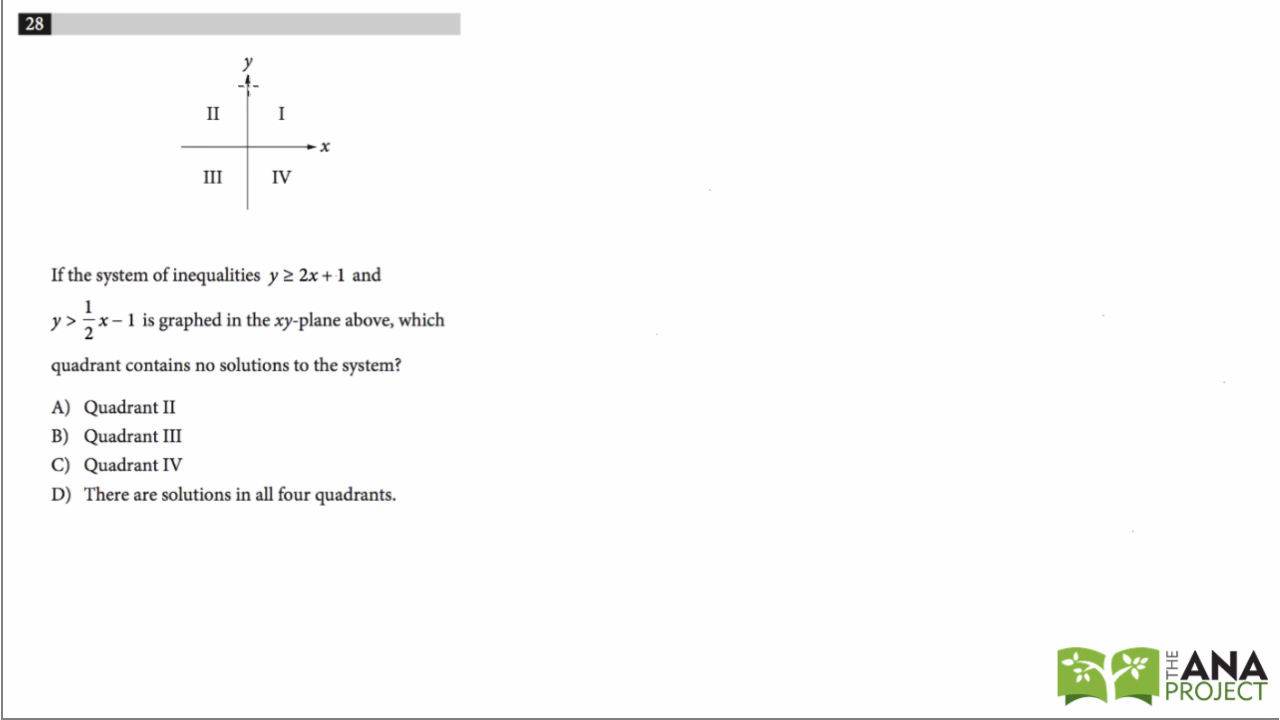 28
y
II I
x
III IV
If the system of inequalities y ≥ 2x + 1 and
y > 1/2 x − 1 is graphed in the xy-plane above, which
quadrant contains no solutions to the system?
A) Quadrant II
B) Quadrant III
C) Quadrant IV
D) There are solutions in all four quadrants.
THE ANA
PROJECT